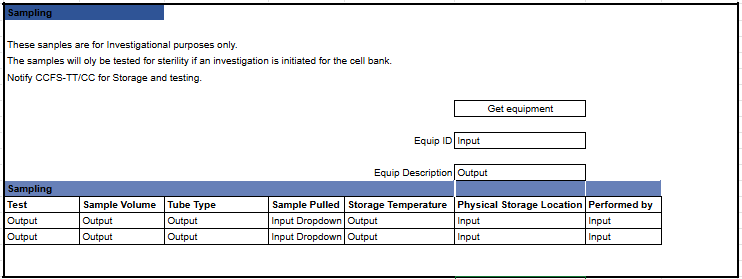 Sampling
These sanples are for Investigational purposes only.
The samples will oly be tested for sterility if an investigation is initiated for the cell bank.
Notify CCFS-TT/CC for Storage and testing.
Get equipment
Equip ID Input
Equip Description Output
Sampling
Test Sample Volume Tube Type Sample Pulled Storage Temperature Physical Storage Location Performed by
Output Output Output Input Dropdown Output Input Input
Output Output Output Input Dropdown Output Input Input